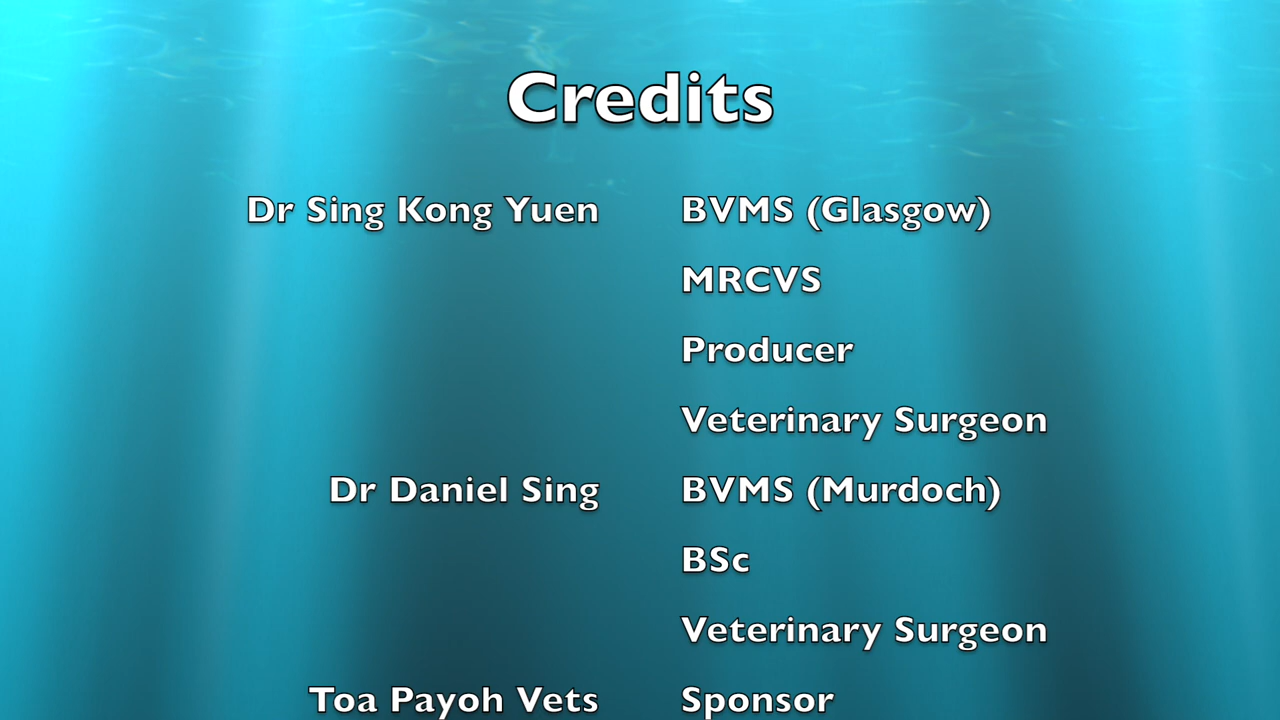 Credits
Dr Sing Kong Yuen BVMS (Glasgow)
MRCVS
Producer
Veterinary Surgeon
Dr Daniel Sing BVMS (Murdoch)
BSc
Veterinary Surgeon
Toa Payoh Vets Sponsor